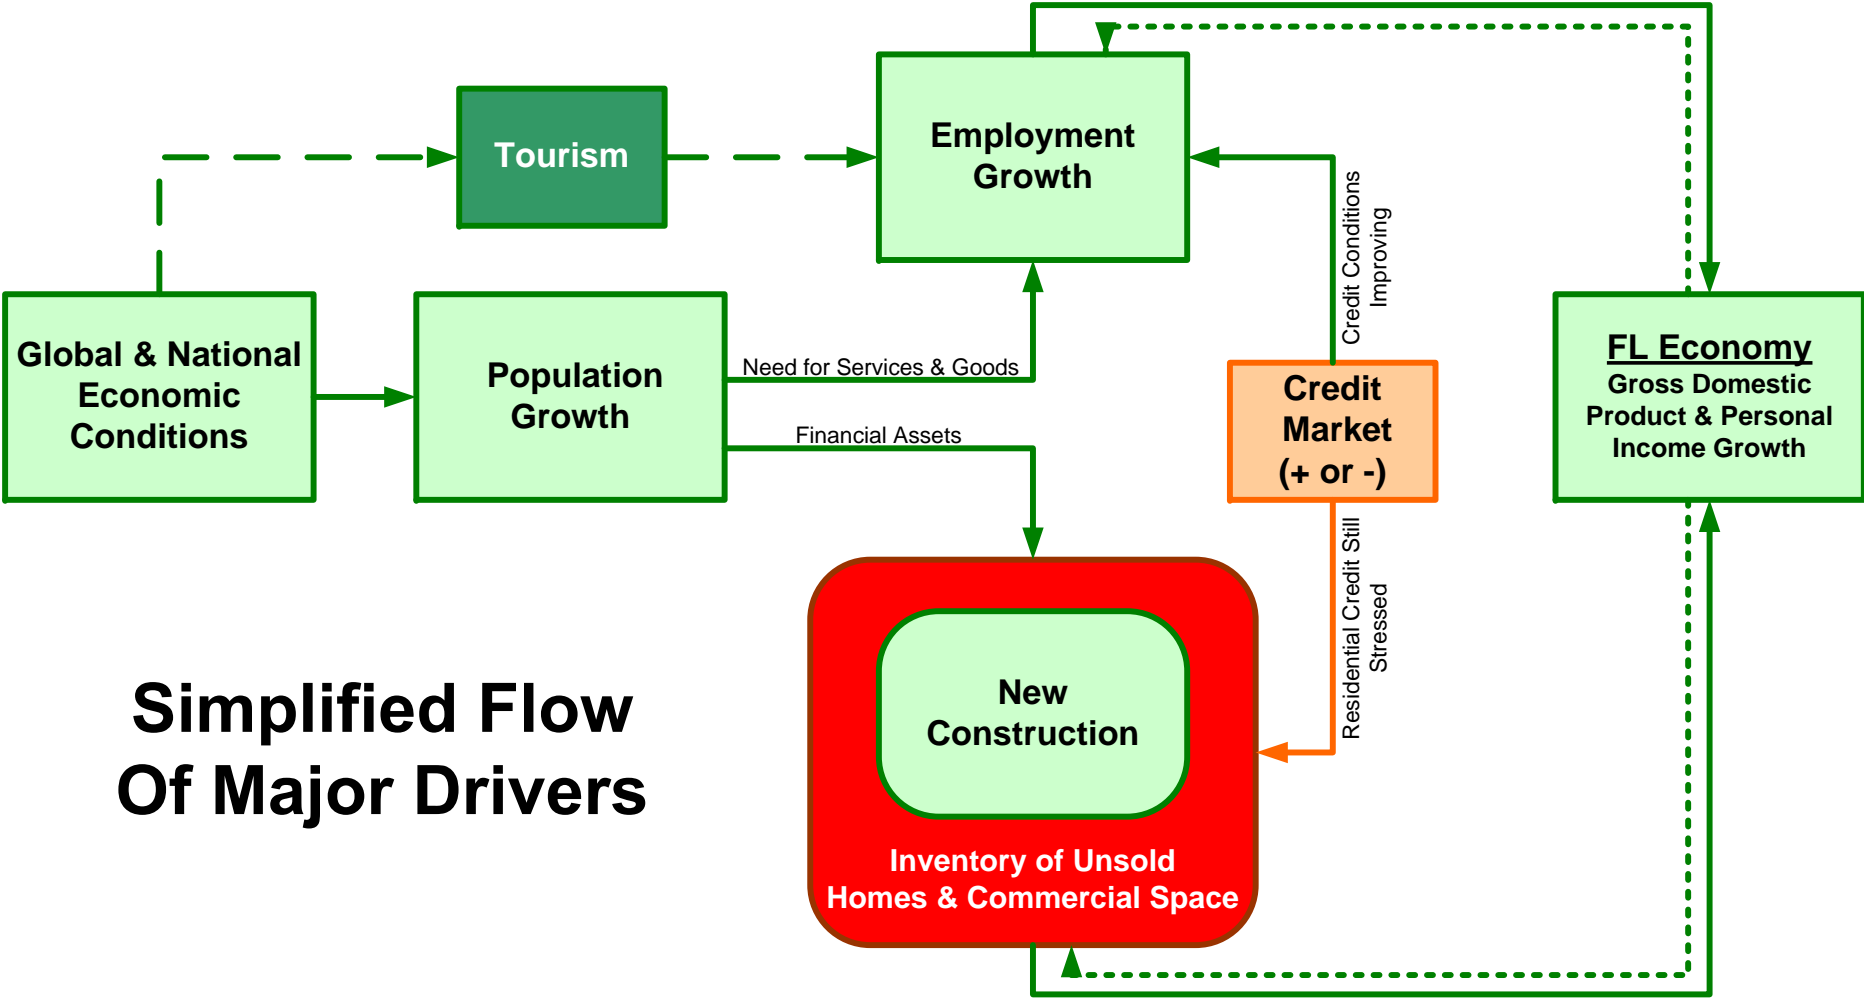 Tourism
Employment
Growth
Credit Conditions
Improving
Global & National
Economic
Conditions
Population
Growth
Need for Services & Goods
Financial Assets
Credit
Market
(+ or -)
FL Economy
Gross Domestic
Product & Personal
Income Growth
Residential Credit Still
Stressed
New
Construction
Inventory of Unsold
Homes & Commercial Space
Simplified Flow
Of Major Drivers